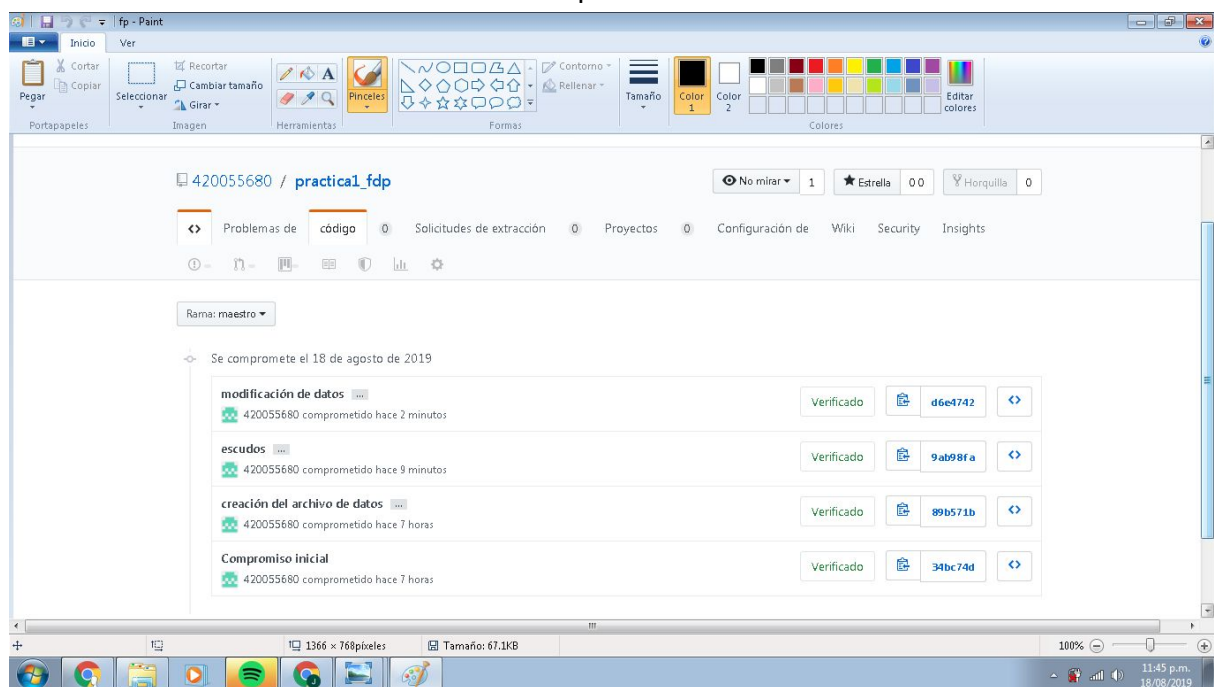 fp - Paint
Inicio Ver
Pegar
Cortar
Copiar
Portapapeles
Seleccionar
Recortar
Cambiar tamaño
Girar
Imagen
A
Herramientas
Pinceles
Contorno
Rellenar
Formas
Tamaño
Color 1
Color 2
Editar colores
Colores
420055680 / practica1_fdp
No mirar 1 Estrella 0 0 Horquilla 0
<> Problemas de código 0 Solicitudes de extracción 0 Proyectos 0 Configuración de Wiki Security Insights
Rama: maestro
Se compromete el 18 de agosto de 2019
modificación de datos ...
420055680 comprometido hace 2 minutos
Verificado d6e4742 <>
escudos ...
420055680 comprometido hace 9 minutos
Verificado 9ab98fa <>
creación del archivo de datos ...
420055680 comprometido hace 7 horas
Verificado 89b571b <>
Compromiso inicial
420055680 comprometido hace 7 horas
Verificado 34bc74d <>
1366 × 768píxeles Tamaño: 67.1KB 100%
11:45 p.m.
18/08/2019